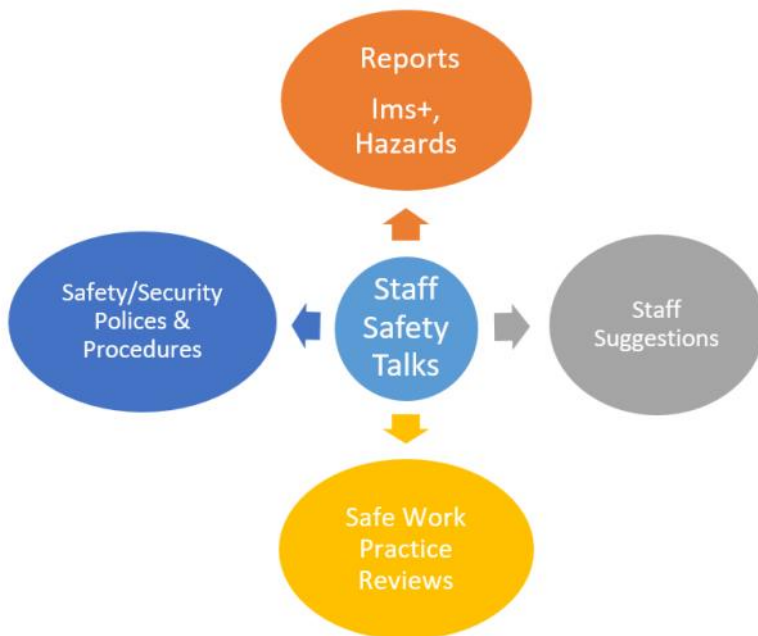 Reports
Ims+,
Hazards
Safety/Security
Polices &
Procedures
Staff
Safety
Talks
Staff
Suggestions
Safe Work
Practice
Reviews